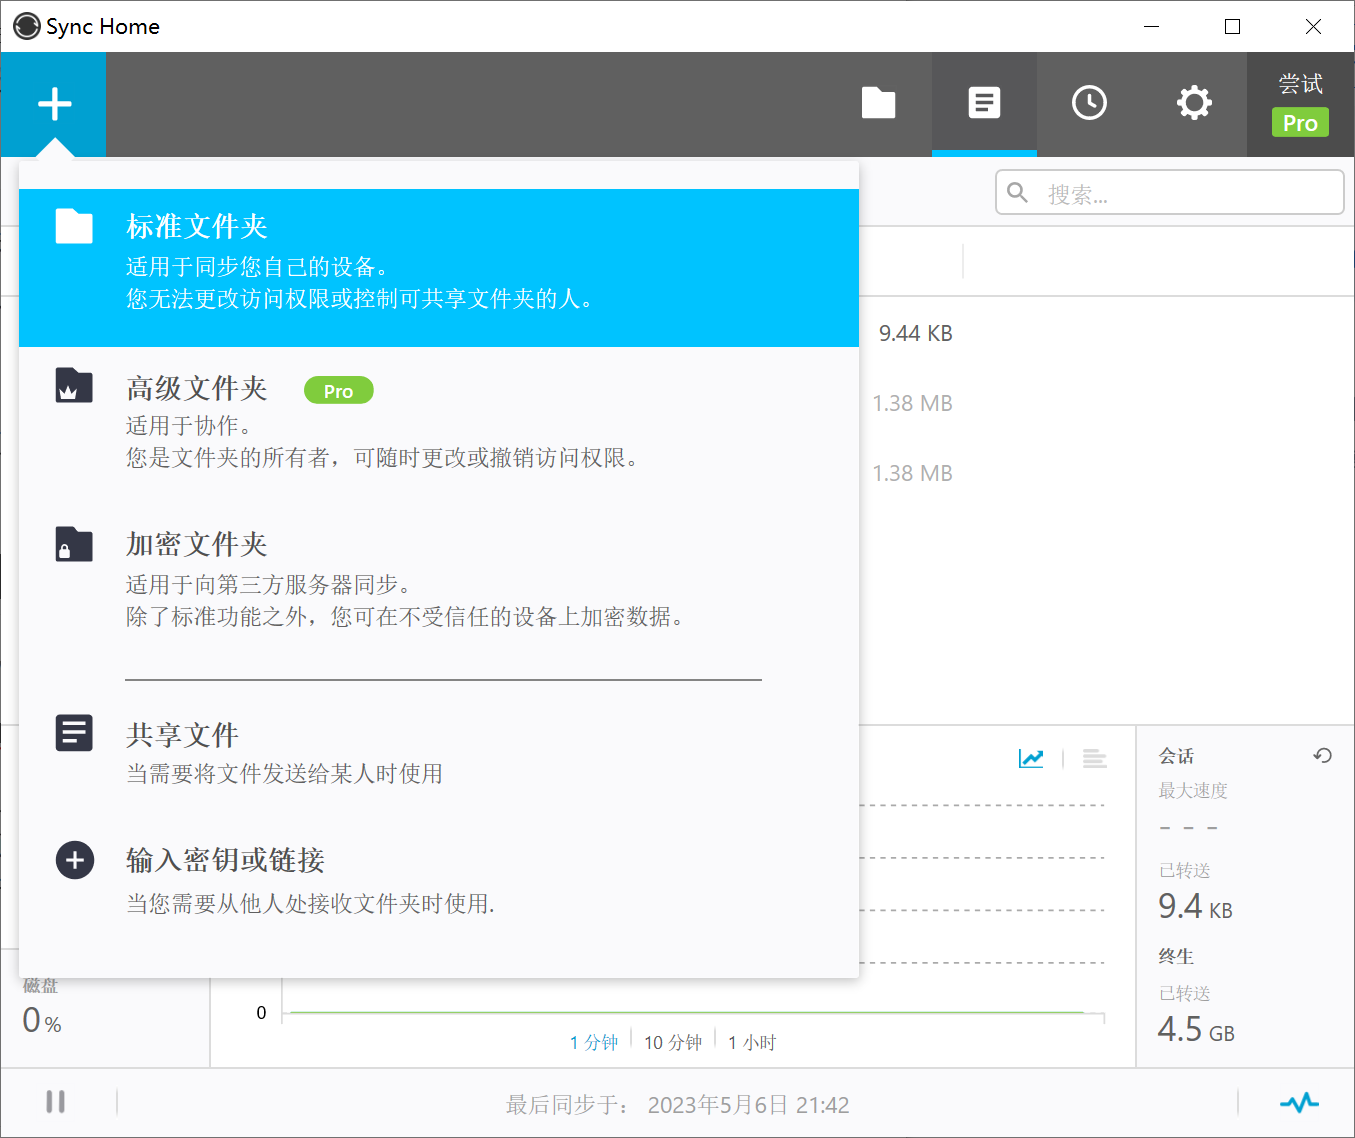 Sync Home
尝试
Pro
搜索...
标准文件夹
适用于同步您自己的设备。
您无法更改访问权限或控制可共享文件夹的人。
9.44 KB
高级文件夹 Pro
适用于协作。
您是文件夹的所有者，可随时更改或撤销访问权限。
1.38 MB
1.38 MB
加密文件夹
适用于向第三方服务器同步。
除了标准功能之外，您可在不受信任的设备上加密数据。
共享文件
当需要将文件发送给某人时使用
输入密钥或链接
当您需要从他人处接收文件夹时使用.
会话
最大速度
- - -
已转送
9.4 KB
终生
已转送
4.5 GB
磁盘
0 %
0
1 分钟 10 分钟 1 小时
最后同步于： 2023年5月6日 21:42